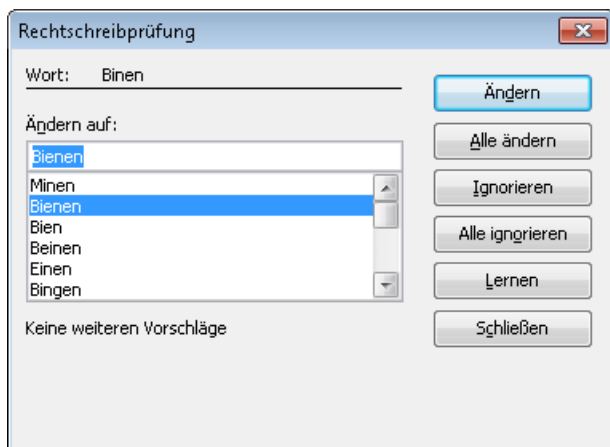 Rechtschreibprüfung
Wort: Binen
Ändern auf:
Bienen
Minen
Bienen
Bien
Beinen
Einen
Bingen
Keine weiteren Vorschläge
Ändern
Alle ändern
Ignorieren
Alle ignorieren
Lernen
Schließen